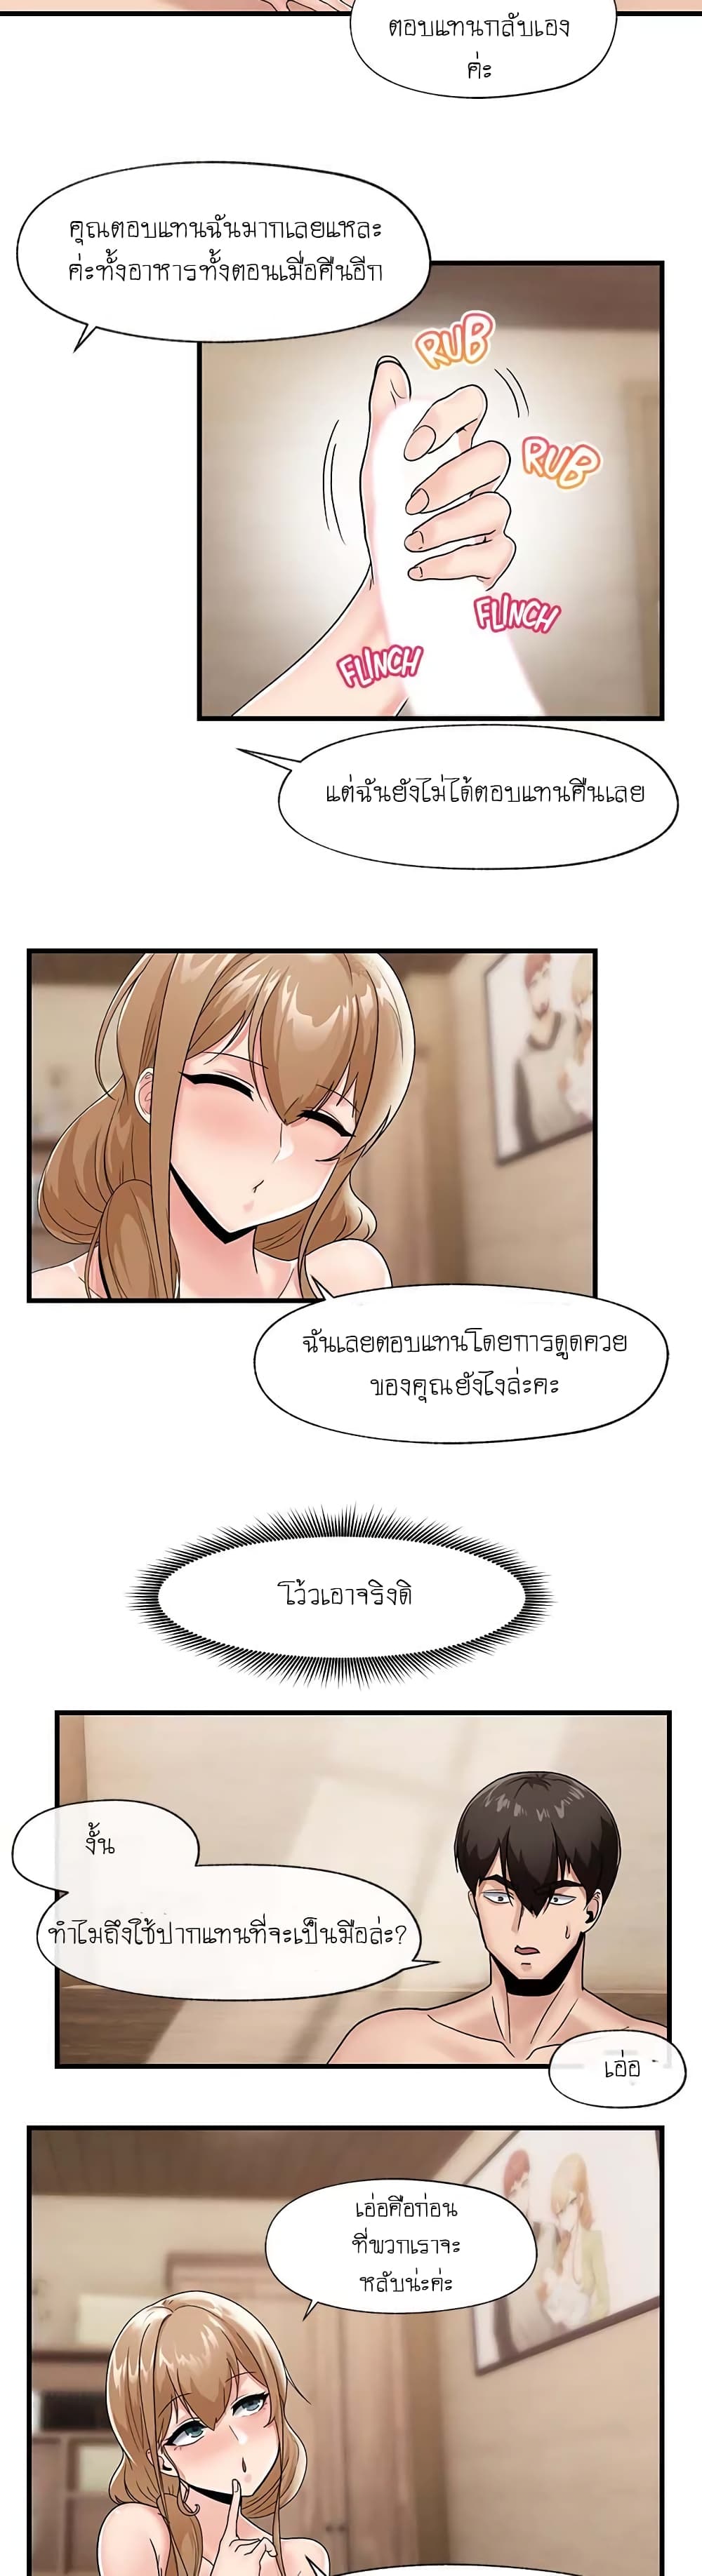 ตอบแทนกลับเอง
ค่ะ
คุณตอบแทนฉันมากเลยแหละ
ค่ะทั้งอาหารทั้งตอนเมื่อคืนอีก
RUB
RUB
FLINCH
FLINCH
แต่ฉันยังไม่ได้ตอบแทนคืนเลย
ฉันเลยตอบแทนโดยการดูดควย
ของคุณยังไงล่ะคะ
โว้วเอาจริงดิ
งั้น
ทำไมถึงใช้ปากแทนที่จะเป็นมือล่ะ?
เอ่อ
เอ่อคือก่อน
ที่พวกเราจะ
หลับน่ะค่ะ